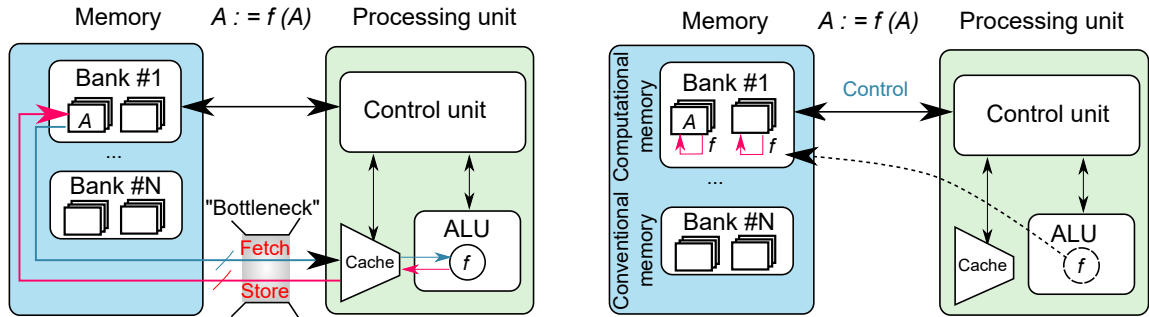 Memory
A : = f (A)
Processing unit
Bank #1
A
...
Bank #N
"Bottleneck"
Fetch
Store
Control unit
Cache
ALU
f
Memory
A : = f (A)
Processing unit
Computational
memory
Conventional
memory
Bank #1
A
f
f
...
Bank #N
Control
Control unit
Cache
ALU
f